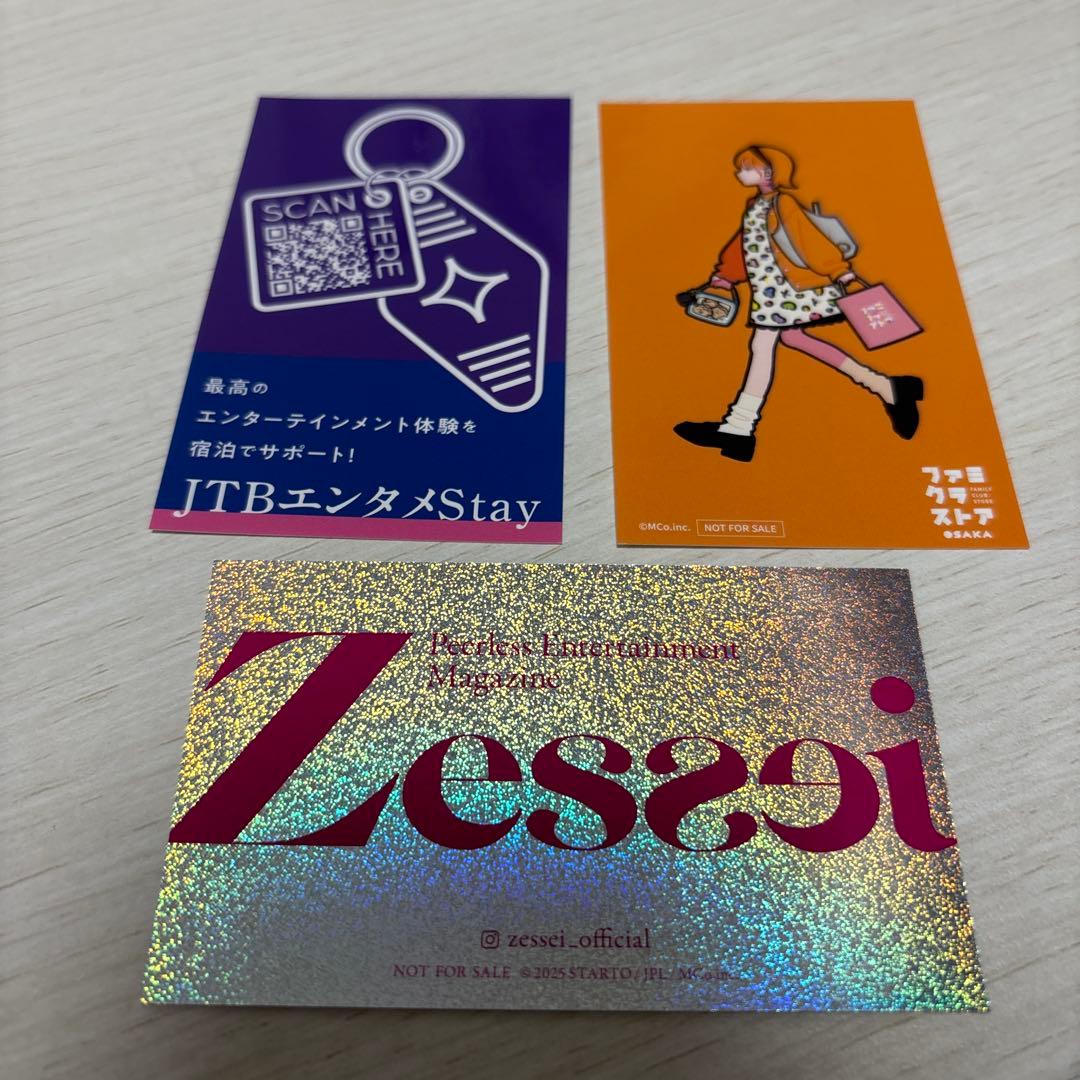 SCAN
HERE
最高の
エンターテインメント体験を
宿泊でサポート!
JTBエンタメStay
©MCo.inc. NOT FOR SALE
ファミ
クラ
FAMILY
CLUB
STORE
ストア
OSAKA
Peerless Entertainment
Magazine
Zessei
zessei_official
NOT FOR SALE ©2025 STARTO / JPL / MCo.inc.